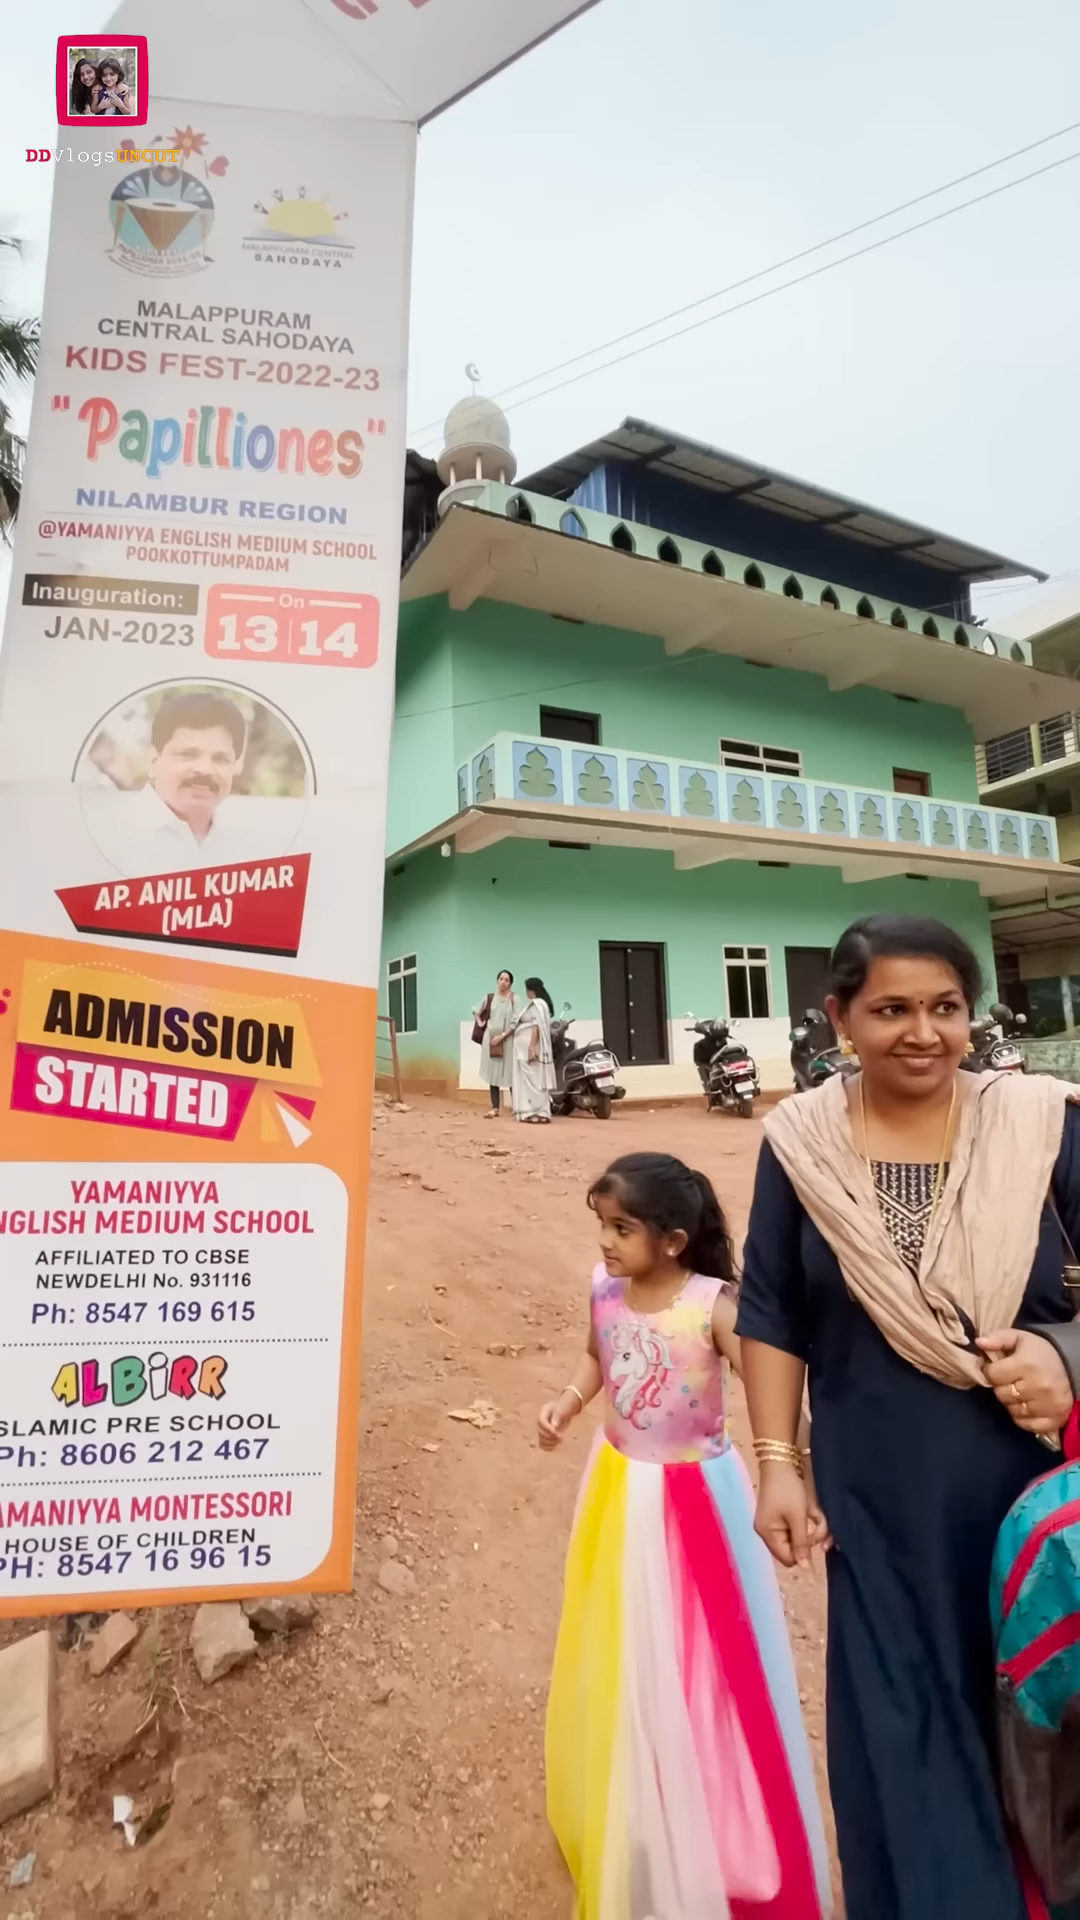 DDVlogsUNCUT
MALAPPURAM CENTRAL
SAHODAYA
MALAPPURAM
CENTRAL SAHODAYA
KIDS FEST-2022-23
"Papilliones"
NILAMBUR REGION
@YAMANIYYA ENGLISH MEDIUM SCHOOL
POOKKOTTUMPADAM
Inauguration:
JAN-2023
On
13 14
AP. ANIL KUMAR
(MLA)
ADMISSION
STARTED
YAMANIYYA
NGLISH MEDIUM SCHOOL
AFFILIATED TO CBSE
NEWDELHI No. 931116
Ph: 8547 169 615
ALBiRR
SLAMIC PRE SCHOOL
Ph: 8606 212 467
AMANIYYA MONTESSORI
HOUSE OF CHILDREN
PH: 8547 16 96 15